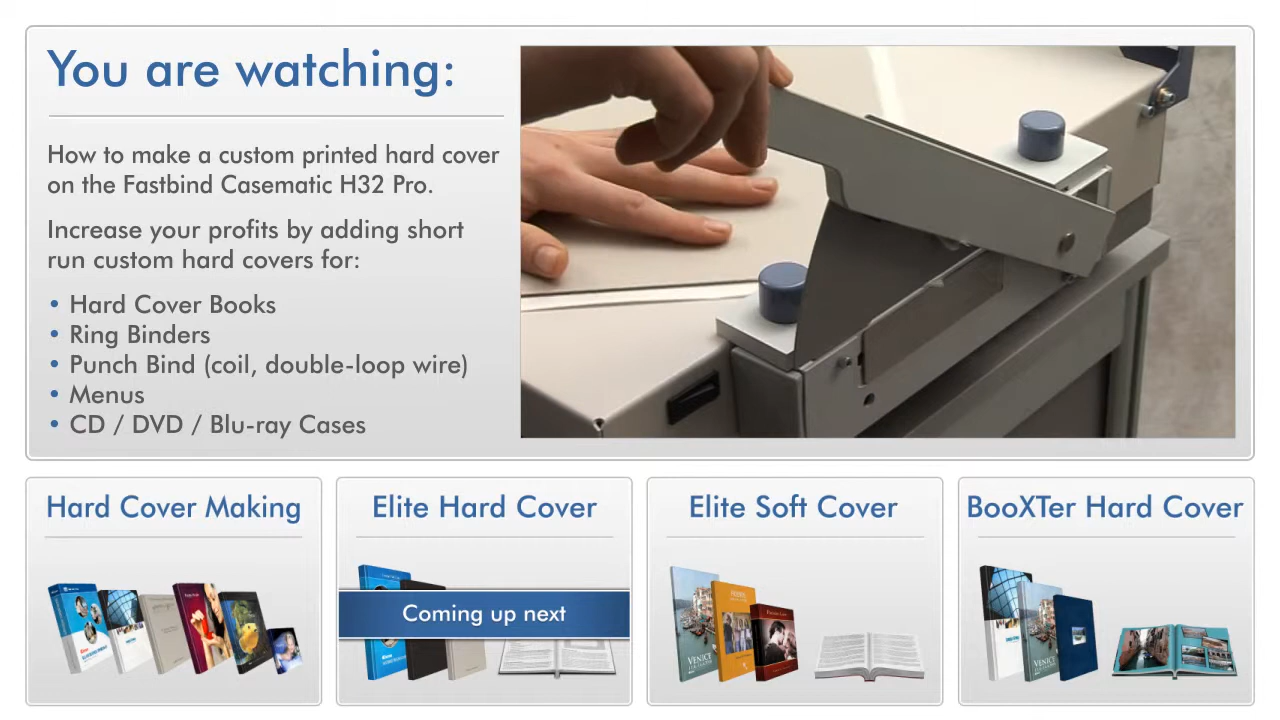 You are watching:
How to make a custom printed hard cover
on the Fastbind Casematic H32 Pro.
Increase your profits by adding short
run custom hard covers for:
• Hard Cover Books
• Ring Binders
• Punch Bind (coil, double-loop wire)
• Menus
• CD / DVD / Blu-ray Cases
Hard Cover Making
Elite Hard Cover
Elite Soft Cover
BooXTer Hard Cover
Coming up next
VENICE
VENICE